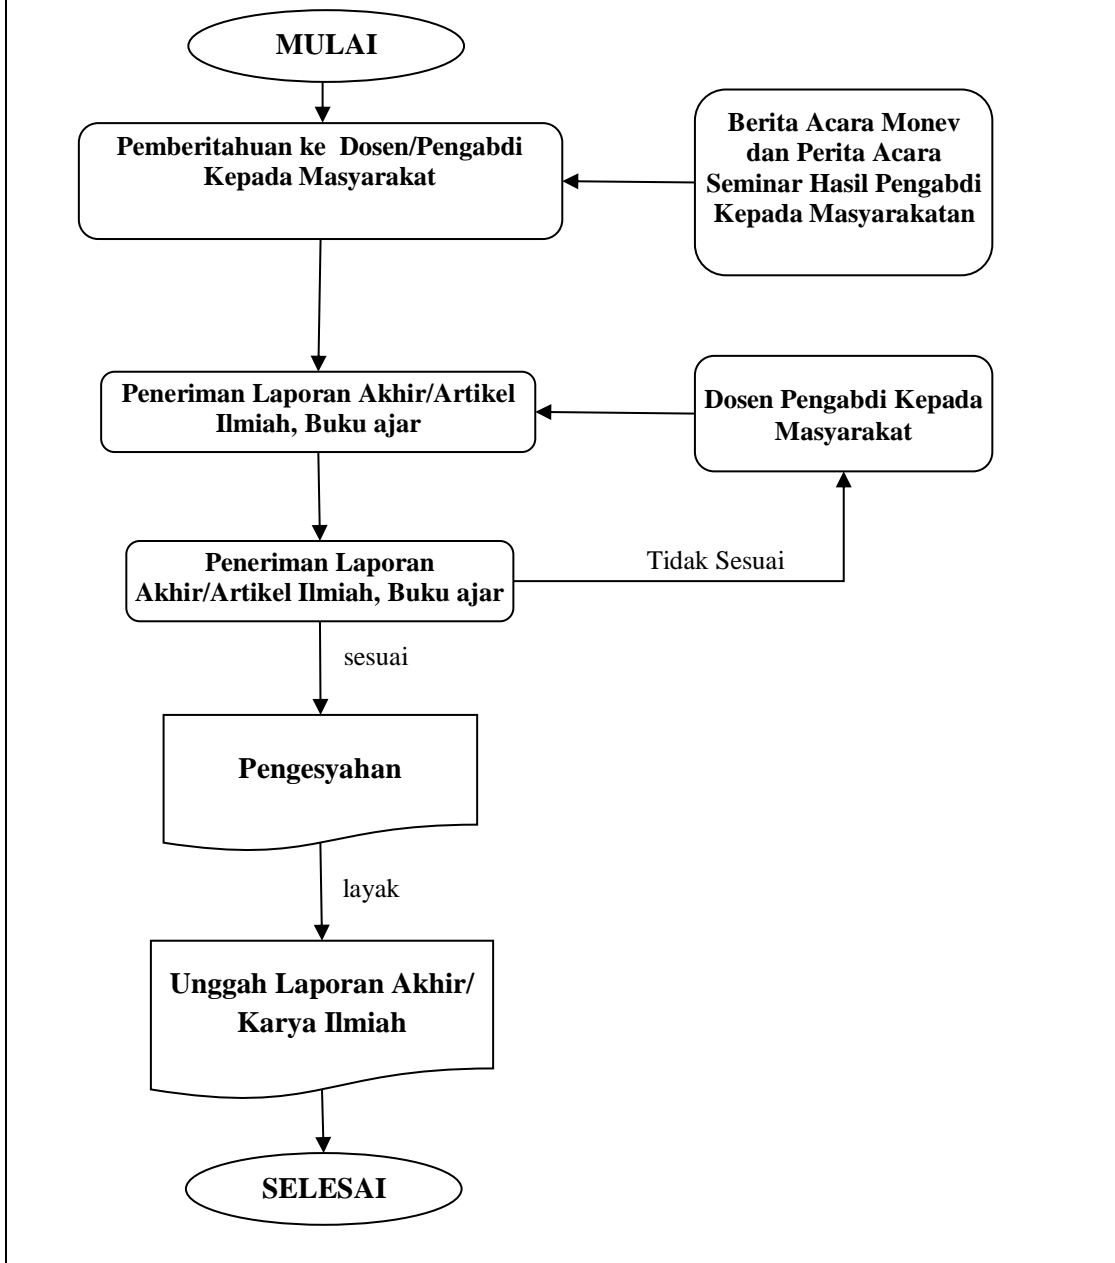 MULAI
Pemberitahuan ke  Dosen/Pengabdi
Kepada Masyarakat
Berita Acara Monev
dan Perita Acara
Seminar Hasil Pengabdi
Kepada Masyarakatan
Peneriman Laporan Akhir/Artikel
Ilmiah, Buku ajar
Dosen Pengabdi Kepada
Masyarakat
Peneriman Laporan
Akhir/Artikel Ilmiah, Buku ajar
Tidak Sesuai
sesuai
Pengesyahan
layak
Unggah Laporan Akhir/
Karya Ilmiah
SELESAI